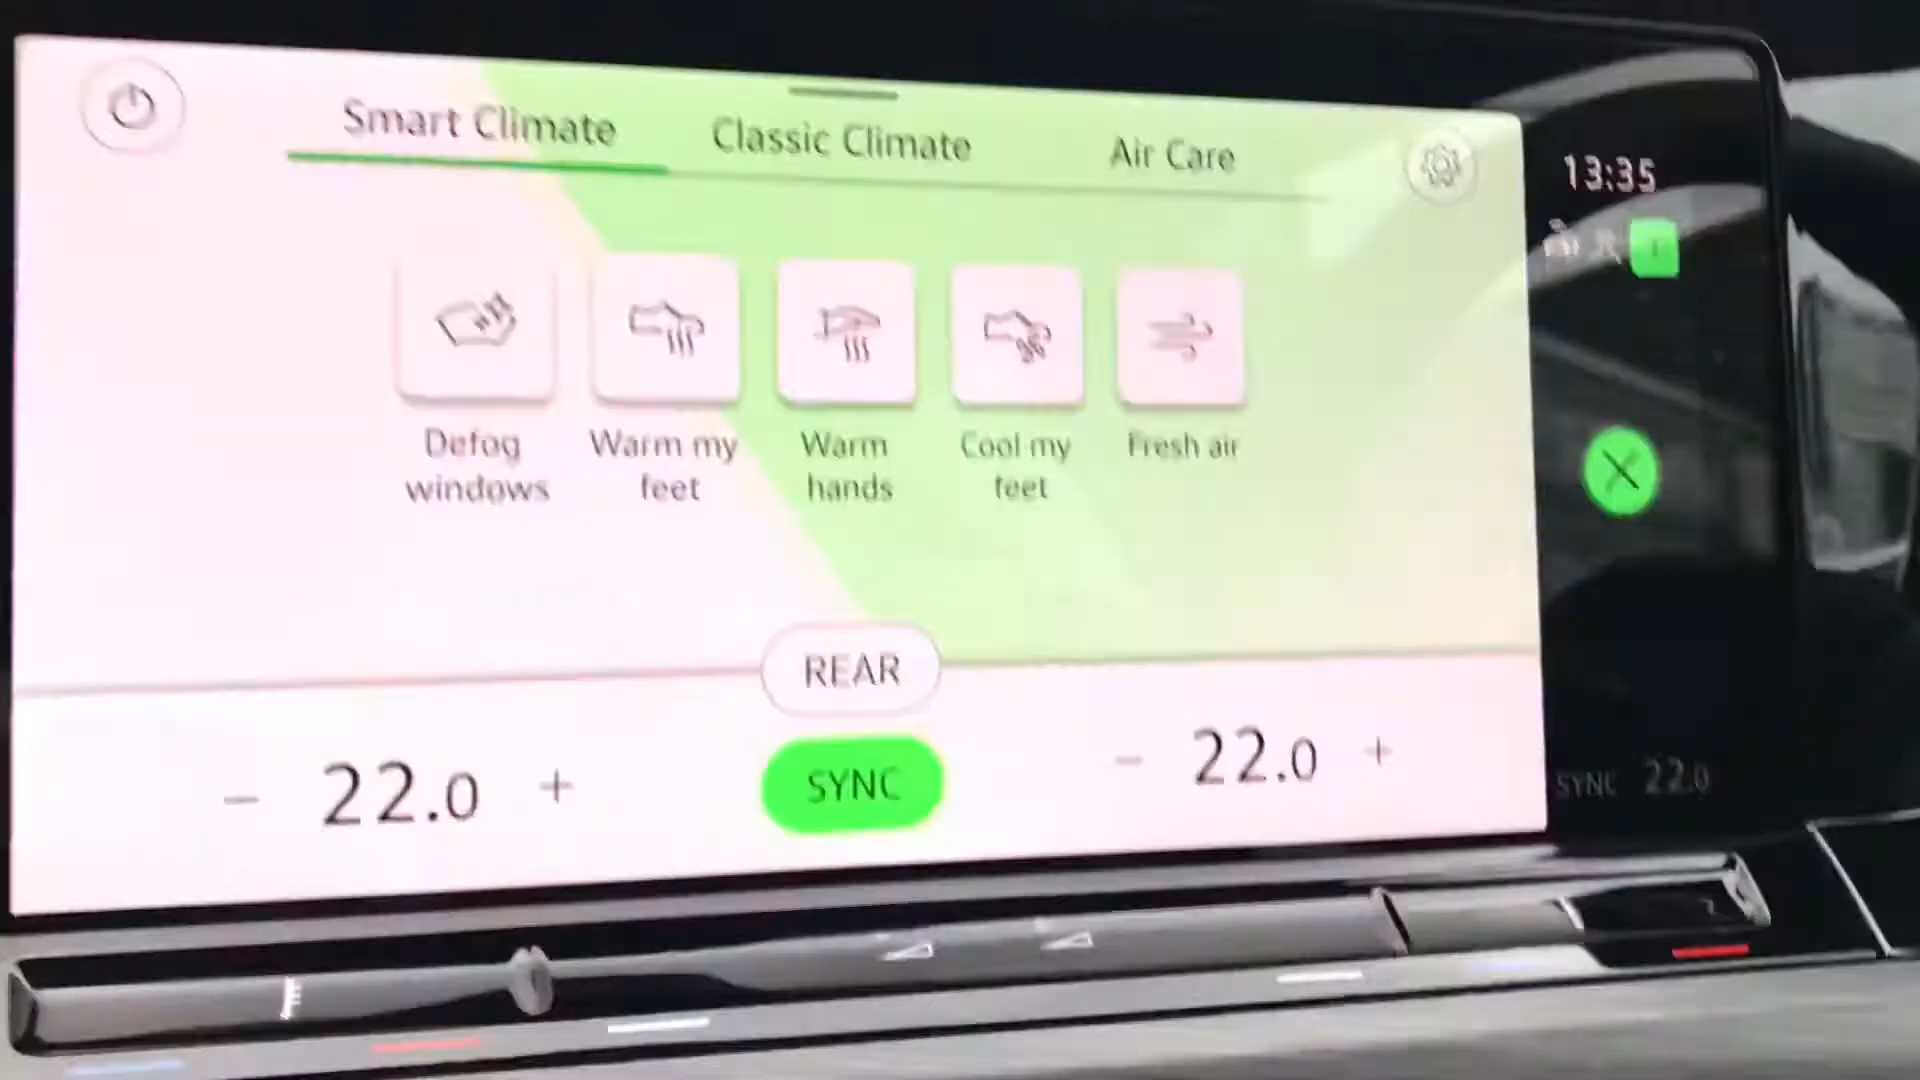 Smart Climate
Classic Climate
Air Care
13:35
Defog
windows
Warm my
feet
Warm
hands
Cool my
feet
Fresh air
REAR
- 22.0 +
SYNC
- 22.0 +
SYNC 22.0